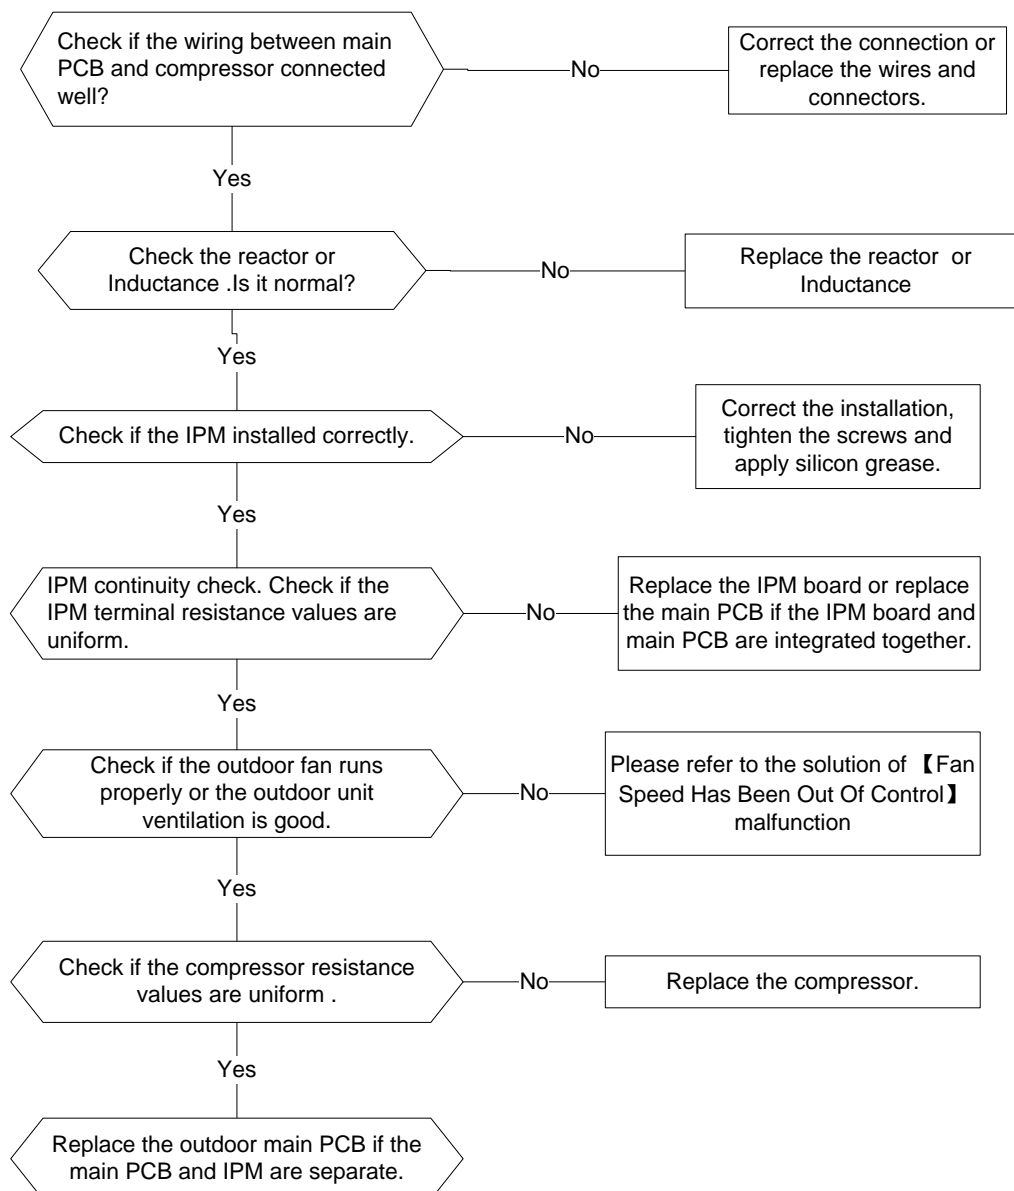 Check if the wiring between main
PCB and compressor connected
well?
No
Correct the connection or
replace the wires and
connectors.
Yes
Check the reactor or
Inductance .Is it normal?
No
Replace the reactor  or
Inductance
Yes
Check if the IPM installed correctly.
No
Correct the installation,
tighten the screws and
apply silicon grease.
Yes
IPM continuity check. Check if the
IPM terminal resistance values are
uniform.
No
Replace the IPM board or replace
the main PCB if the IPM board and
main PCB are integrated together.
Yes
Check if the outdoor fan runs
properly or the outdoor unit
ventilation is good.
No
Please refer to the solution of 【Fan
Speed Has Been Out Of Control】
malfunction
Yes
Check if the compressor resistance
values are uniform .
No
Replace the compressor.
Yes
Replace the outdoor main PCB if the
main PCB and IPM are separate.